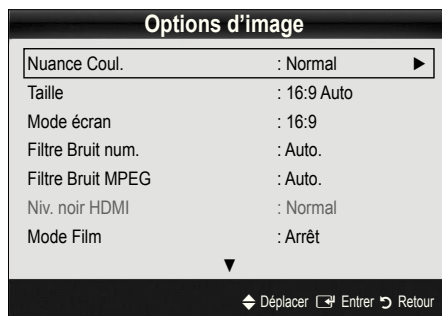 Options d'image
Nuance Coul. : Normal ▶
Taille : 16:9 Auto
Mode écran : 16:9
Filtre Bruit num. : Auto.
Filtre Bruit MPEG : Auto.
Niv. noir HDMI : Normal
Mode Film : Arrêt
▼
Déplacer Entrer Retour